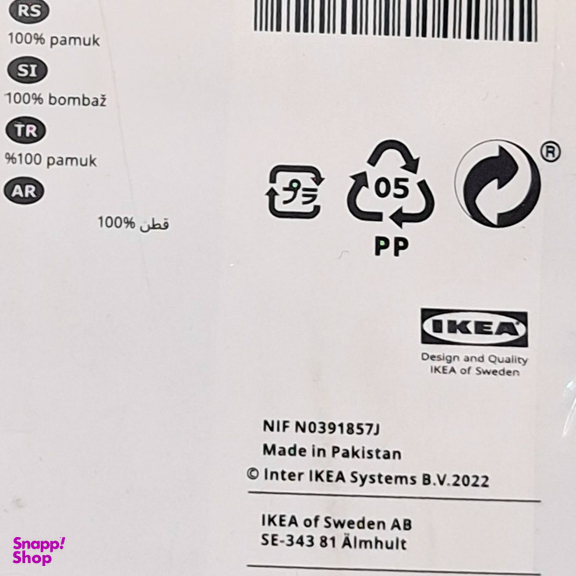 RS
100% pamuk
SI
100% bombaž
TR
%100 pamuk
AR
قطن 100%
プラ
05
PP
®
IKEA
Design and Quality
IKEA of Sweden
NIF N0391857J
Made in Pakistan
© Inter IKEA Systems B.V.2022
IKEA of Sweden AB
SE-343 81 Älmhult
Snapp!
Shop